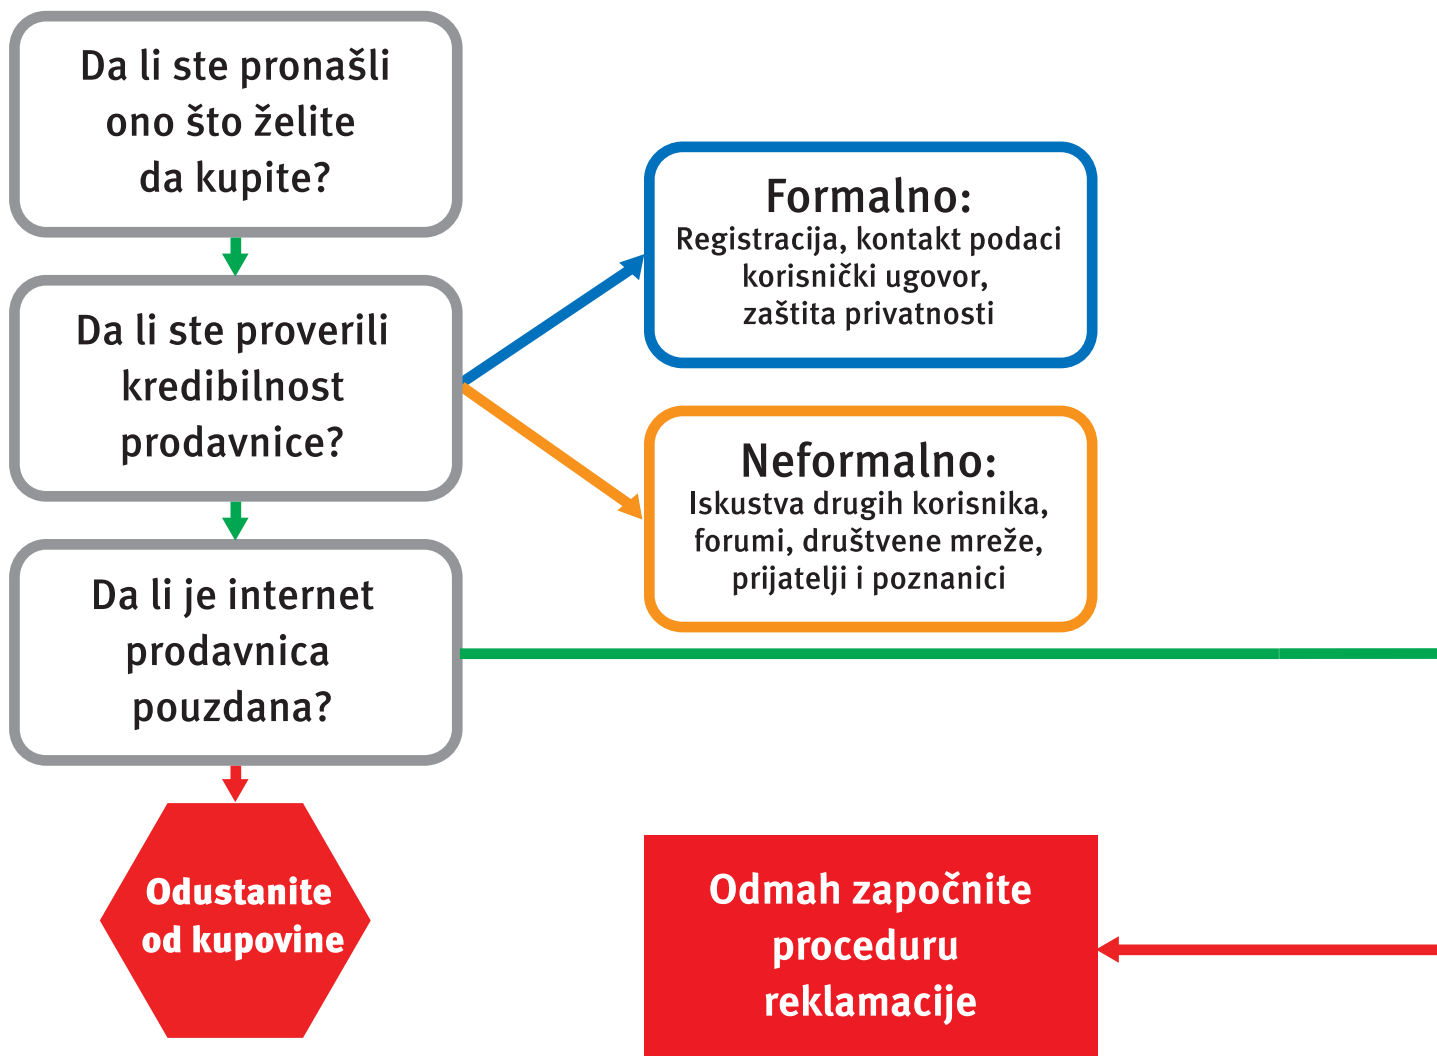 Da li ste pronašli
ono što želite
da kupite?
Da li ste proverili
kredibilnost
prodavnice?
Formalno:
Registracija, kontakt podaci
korisnički ugovor,
zaštita privatnosti
Neformalno:
Iskustva drugih korisnika,
forumi, društvene mreže,
prijatelji i poznanici
Da li je internet
prodavnica
pouzdana?
Odustanite
od kupovine
Odmah započnite
proceduru
reklamacije